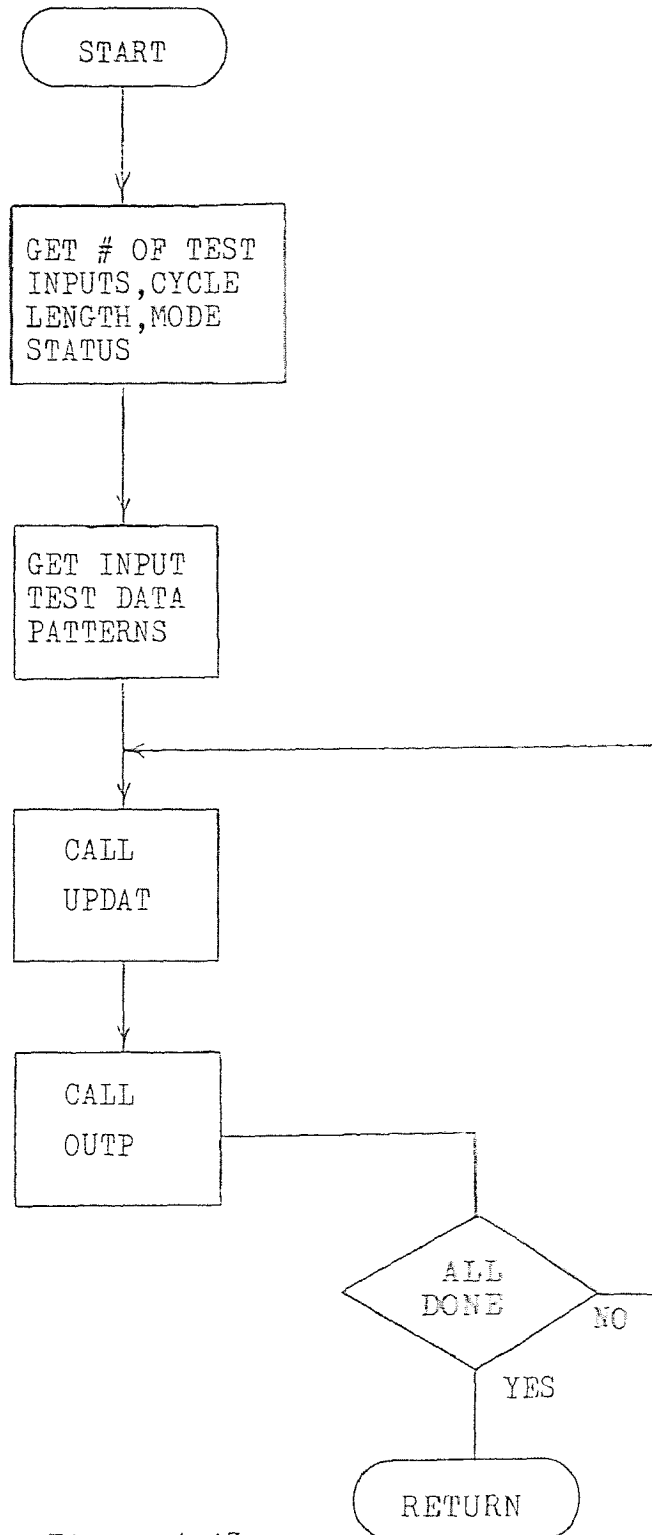 START
GET # OF TEST
INPUTS,CYCLE
LENGTH,MODE
STATUS
GET INPUT
TEST DATA
PATTERNS
CALL
UPDAT
CALL
OUTP
ALL
DONE
NO
YES
RETURN